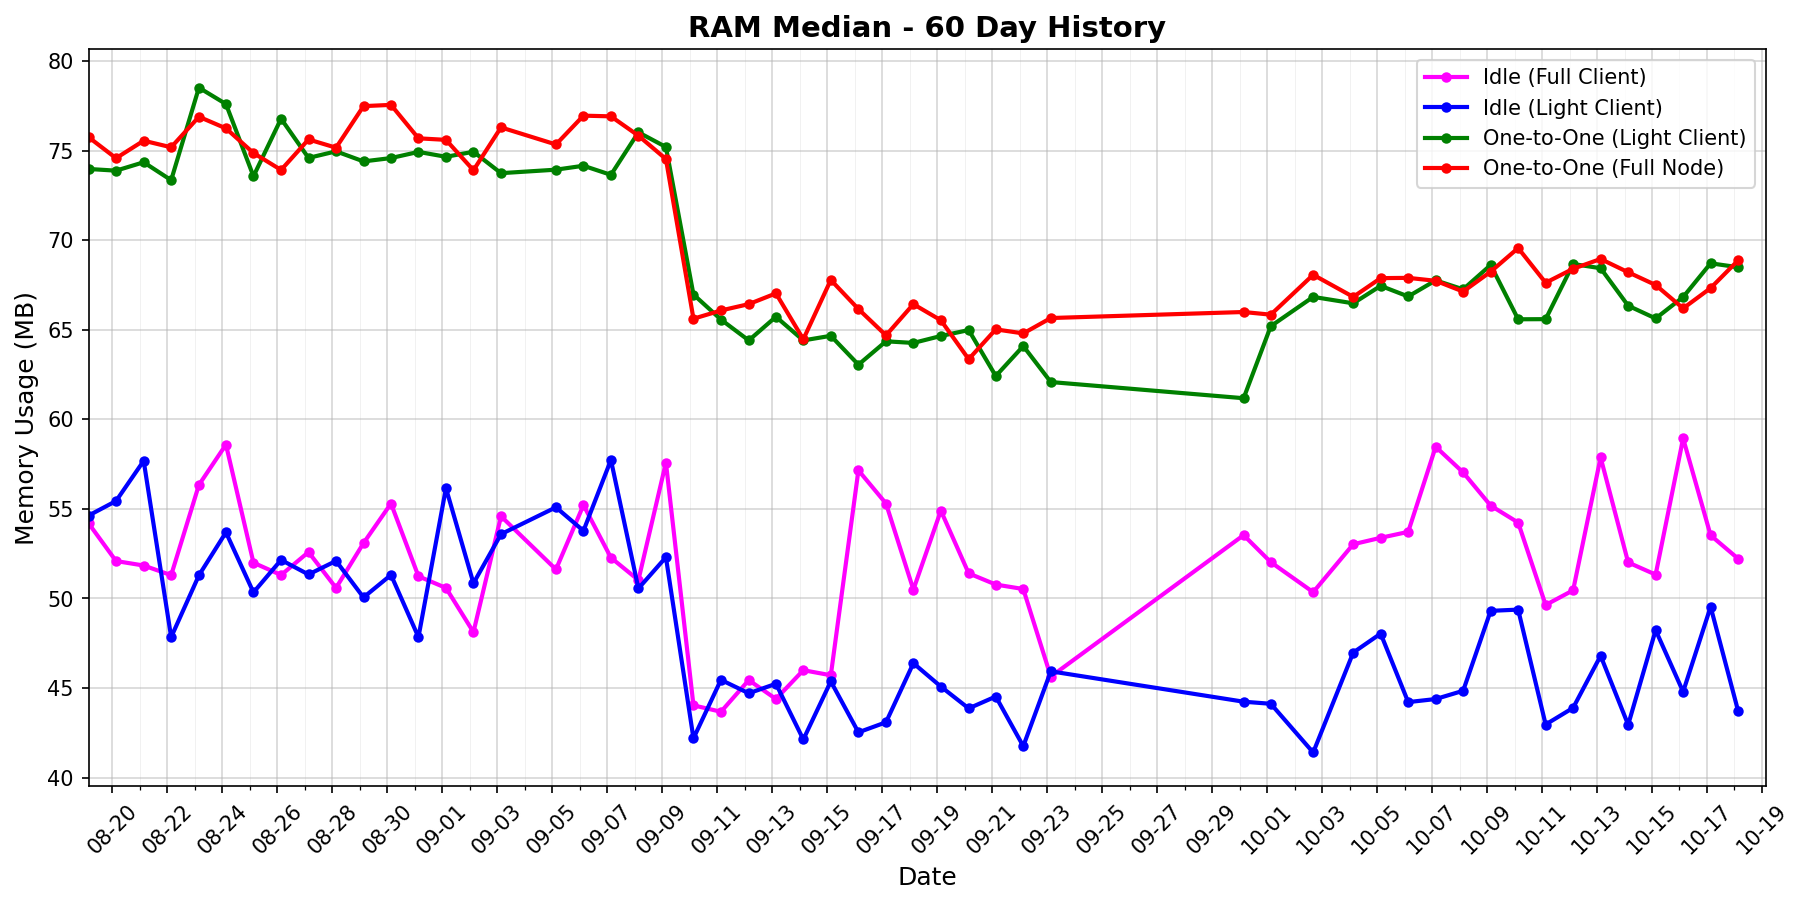 RAM Median - 60 Day History
Idle (Full Client)
Idle (Light Client)
One-to-One (Light Client)
One-to-One (Full Node)
Memory Usage (MB)
80
75
70
65
60
55
50
45
40
08-20 08-22 08-24 08-26 08-28 08-30 09-01 09-03 09-05 09-07 09-09 09-11 09-13 09-15 09-17 09-19 09-21 09-23 09-25 09-27 09-29 10-01 10-03 10-05 10-07 10-09 10-11 10-13 10-15 10-17 10-19
Date